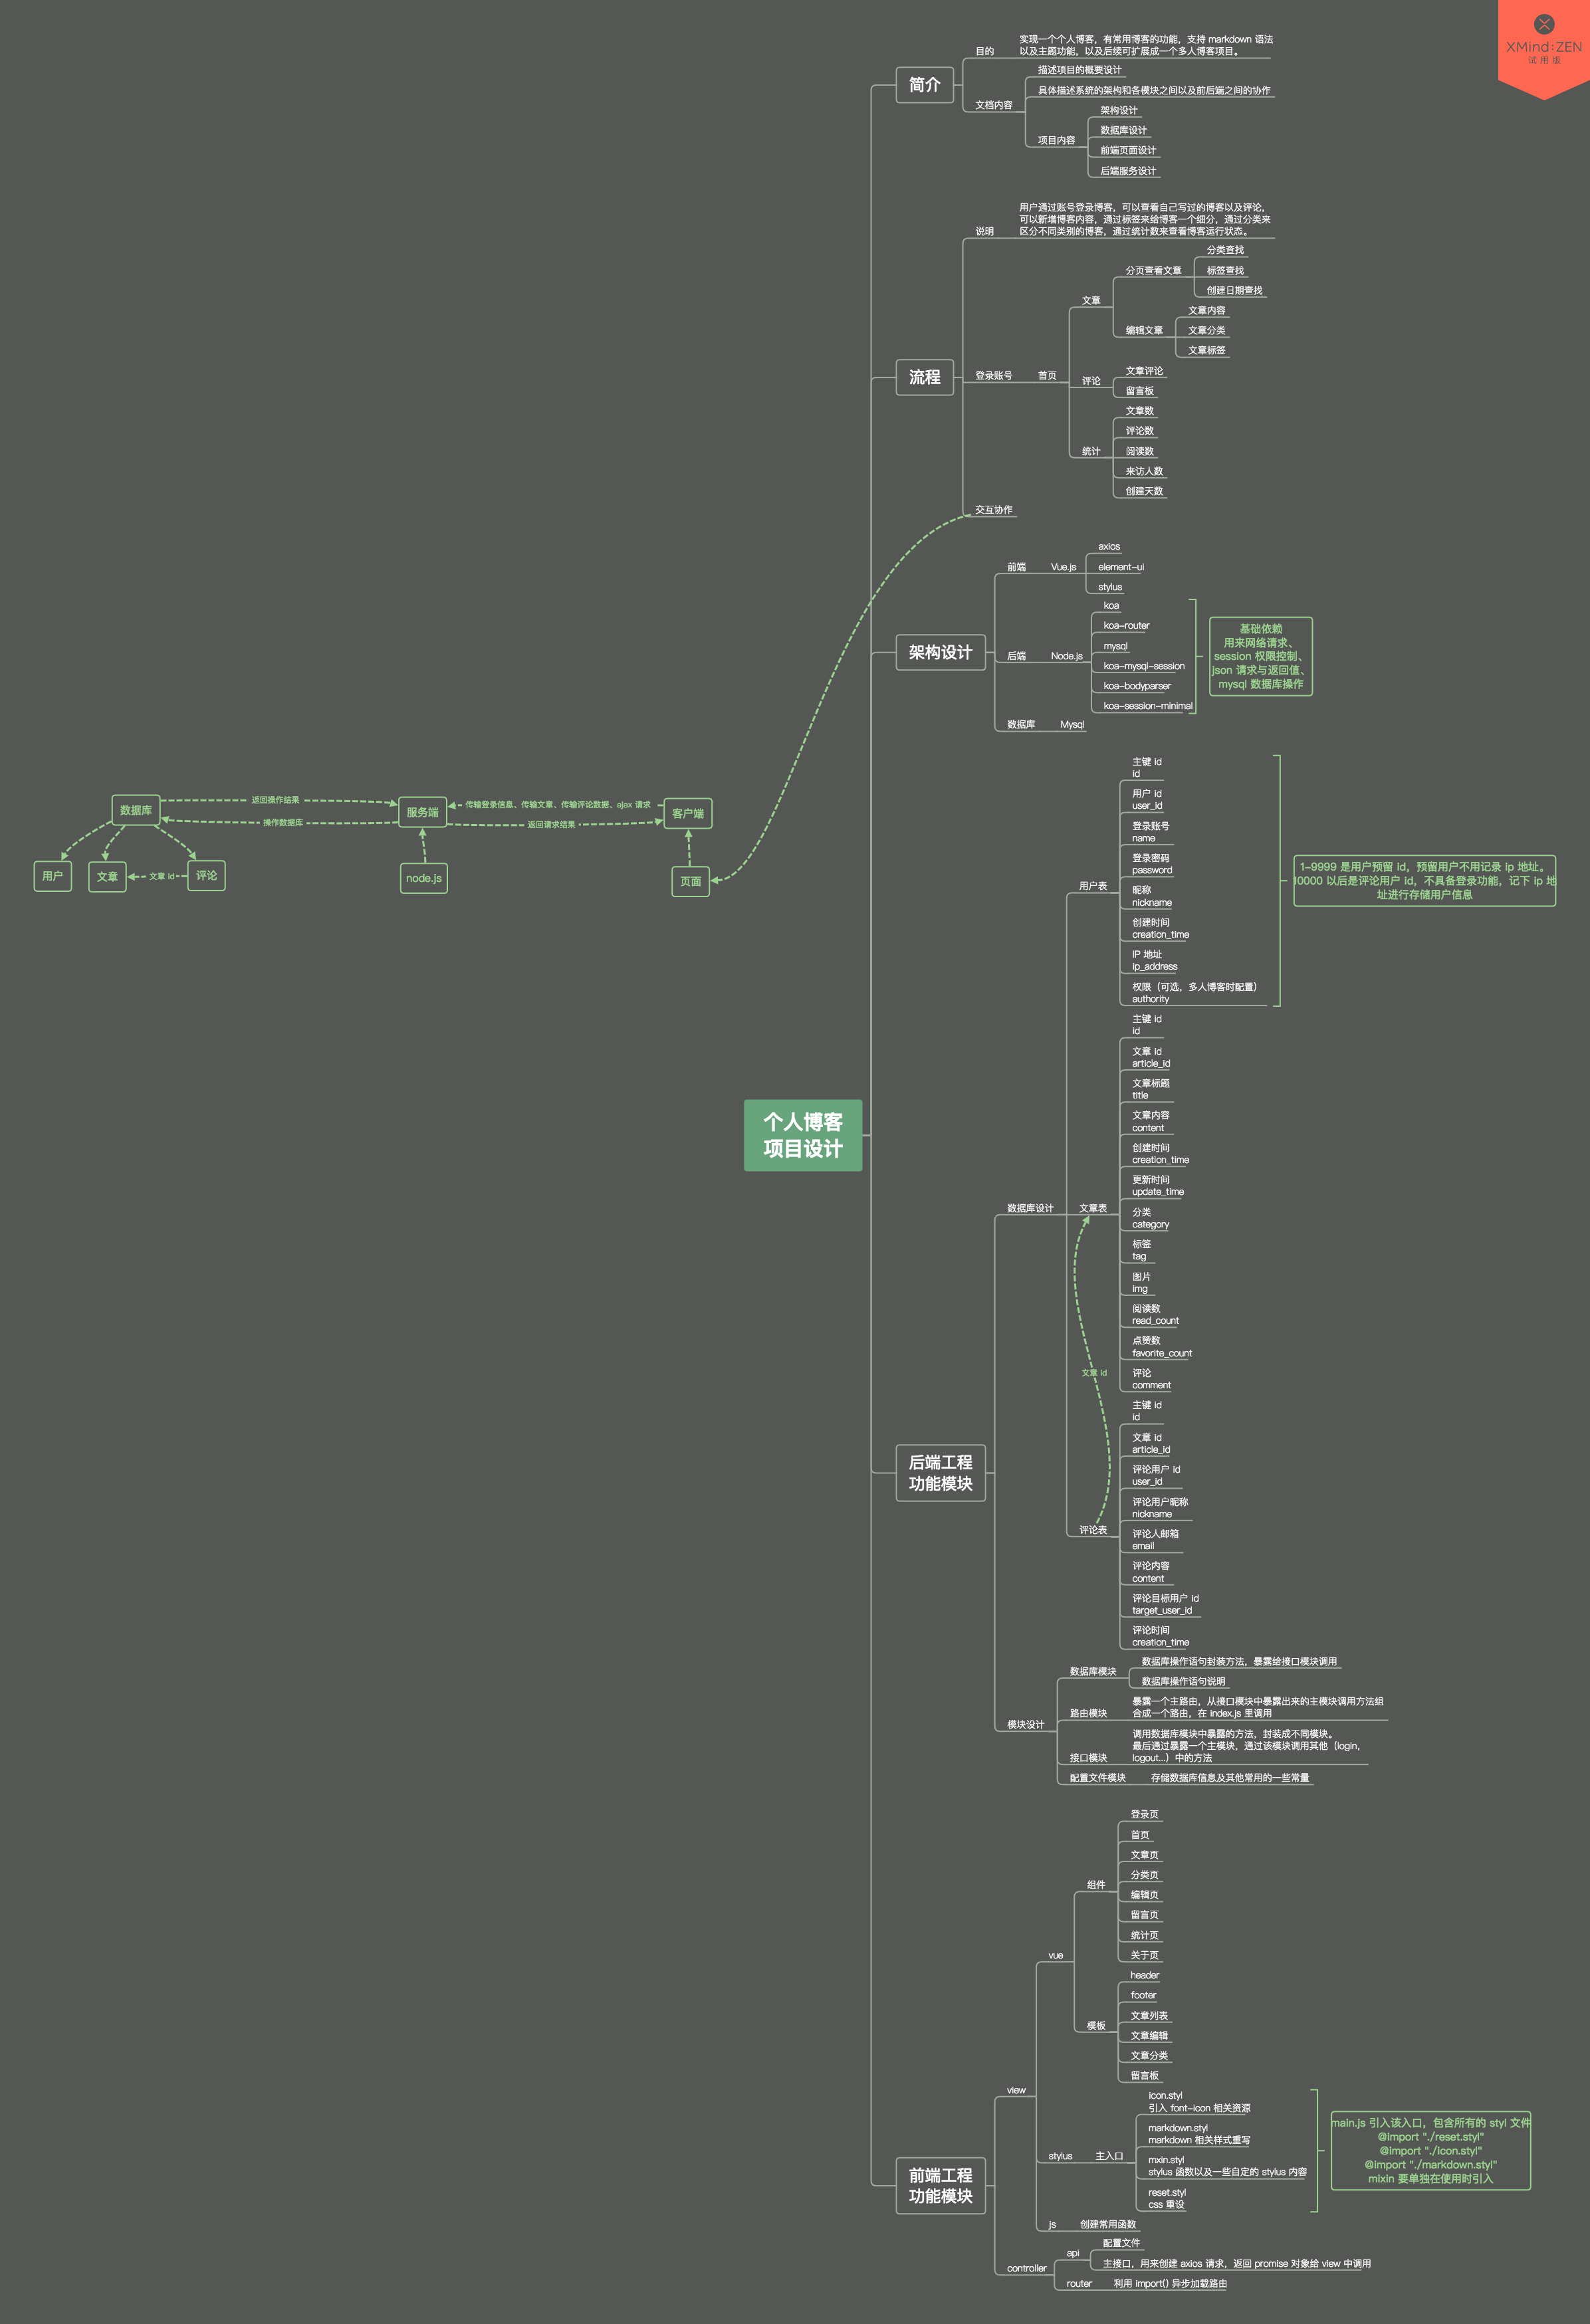 XMind:ZEN
试用版
个人博客
项目设计
简介
目的
实现一个个人博客，有常用博客的功能，支持 markdown 语法
以及主题功能，以及后续可扩展成一个多人博客项目。
文档内容
描述项目的概要设计
具体描述系统的架构和各模块之间以及前后端之间的协作
项目内容
架构设计
数据库设计
前端页面设计
后端服务设计
流程
说明
用户通过账号登录博客，可以查看自己写过的博客以及评论，
可以新增博客内容，通过标签来给博客一个细分，通过分类来
区分不同类别的博客，通过统计数来查看博客运行状态。
登录账号
首页
文章
分页查看文章
分类查找
标签查找
创建日期查找
编辑文章
文章内容
文章分类
文章标签
评论
文章评论
留言板
统计
文章数
评论数
阅读数
来访人数
创建天数
交互协作
架构设计
前端
Vue.js
axios
element-ui
stylus
后端
Node.js
koa
koa-router
mysql
koa-mysql-session
koa-bodyparser
koa-session-minimal
基础依赖
用来网络请求、
session 权限控制、
json 请求与返回值、
mysql 数据库操作
数据库
Mysql
数据库
返回操作结果
操作数据库
服务端
传输登录信息、传输文章、传输评论数据、ajax 请求
返回请求结果
客户端
用户
文章
文章 id
评论
node.js
页面
后端工程
功能模块
数据库设计
用户表
主键 id
id
用户 id
user_id
登录账号
name
登录密码
password
昵称
nickname
创建时间
creation_time
IP 地址
ip_address
权限（可选，多人博客时配置）
authority
1-9999 是用户预留 id，预留用户不用记录 ip 地址。
10000 以后是评论用户 id，不具备登录功能，记下 ip 地
址进行存储用户信息
文章表
主键 id
id
文章 id
article_id
文章标题
title
文章内容
content
创建时间
creation_time
更新时间
update_time
分类
category
标签
tag
图片
img
阅读数
read_count
点赞数
favorite_count
评论
comment
文章 id
评论表
主键 id
id
文章 id
article_id
评论用户 id
user_id
评论用户昵称
nickname
评论人邮箱
email
评论内容
content
评论目标用户 id
target_user_id
评论时间
creation_time
模块设计
数据库模块
数据库操作语句封装方法，暴露给接口模块调用
数据库操作语句说明
路由模块
暴露一个主路由，从接口模块中暴露出来的主模块调用方法组
合成一个路由，在 index.js 里调用
接口模块
调用数据库模块中暴露的方法，封装成不同模块。
最后通过暴露一个主模块，通过该模块调用其他（login，
logout...）中的方法
配置文件模块
存储数据库信息及其他常用的一些常量
前端工程
功能模块
view
vue
组件
登录页
首页
文章页
分类页
编辑页
留言页
统计页
关于页
模板
header
footer
文章列表
文章编辑
文章分类
留言板
stylus
主入口
icon.styl
引入 font-icon 相关资源
markdown.styl
markdown 相关样式重写
mxin.styl
stylus 函数以及一些自定的 stylus 内容
reset.styl
css 重设
main.js 引入该入口，包含所有的 styl 文件
@import "./reset.styl"
@import "./icon.styl"
@import "./markdown.styl"
mixin 要单独在使用时引入
js
创建常用函数
controller
api
配置文件
主接口，用来创建 axios 请求，返回 promise 对象给 view 中调用
router
利用 import() 异步加载路由